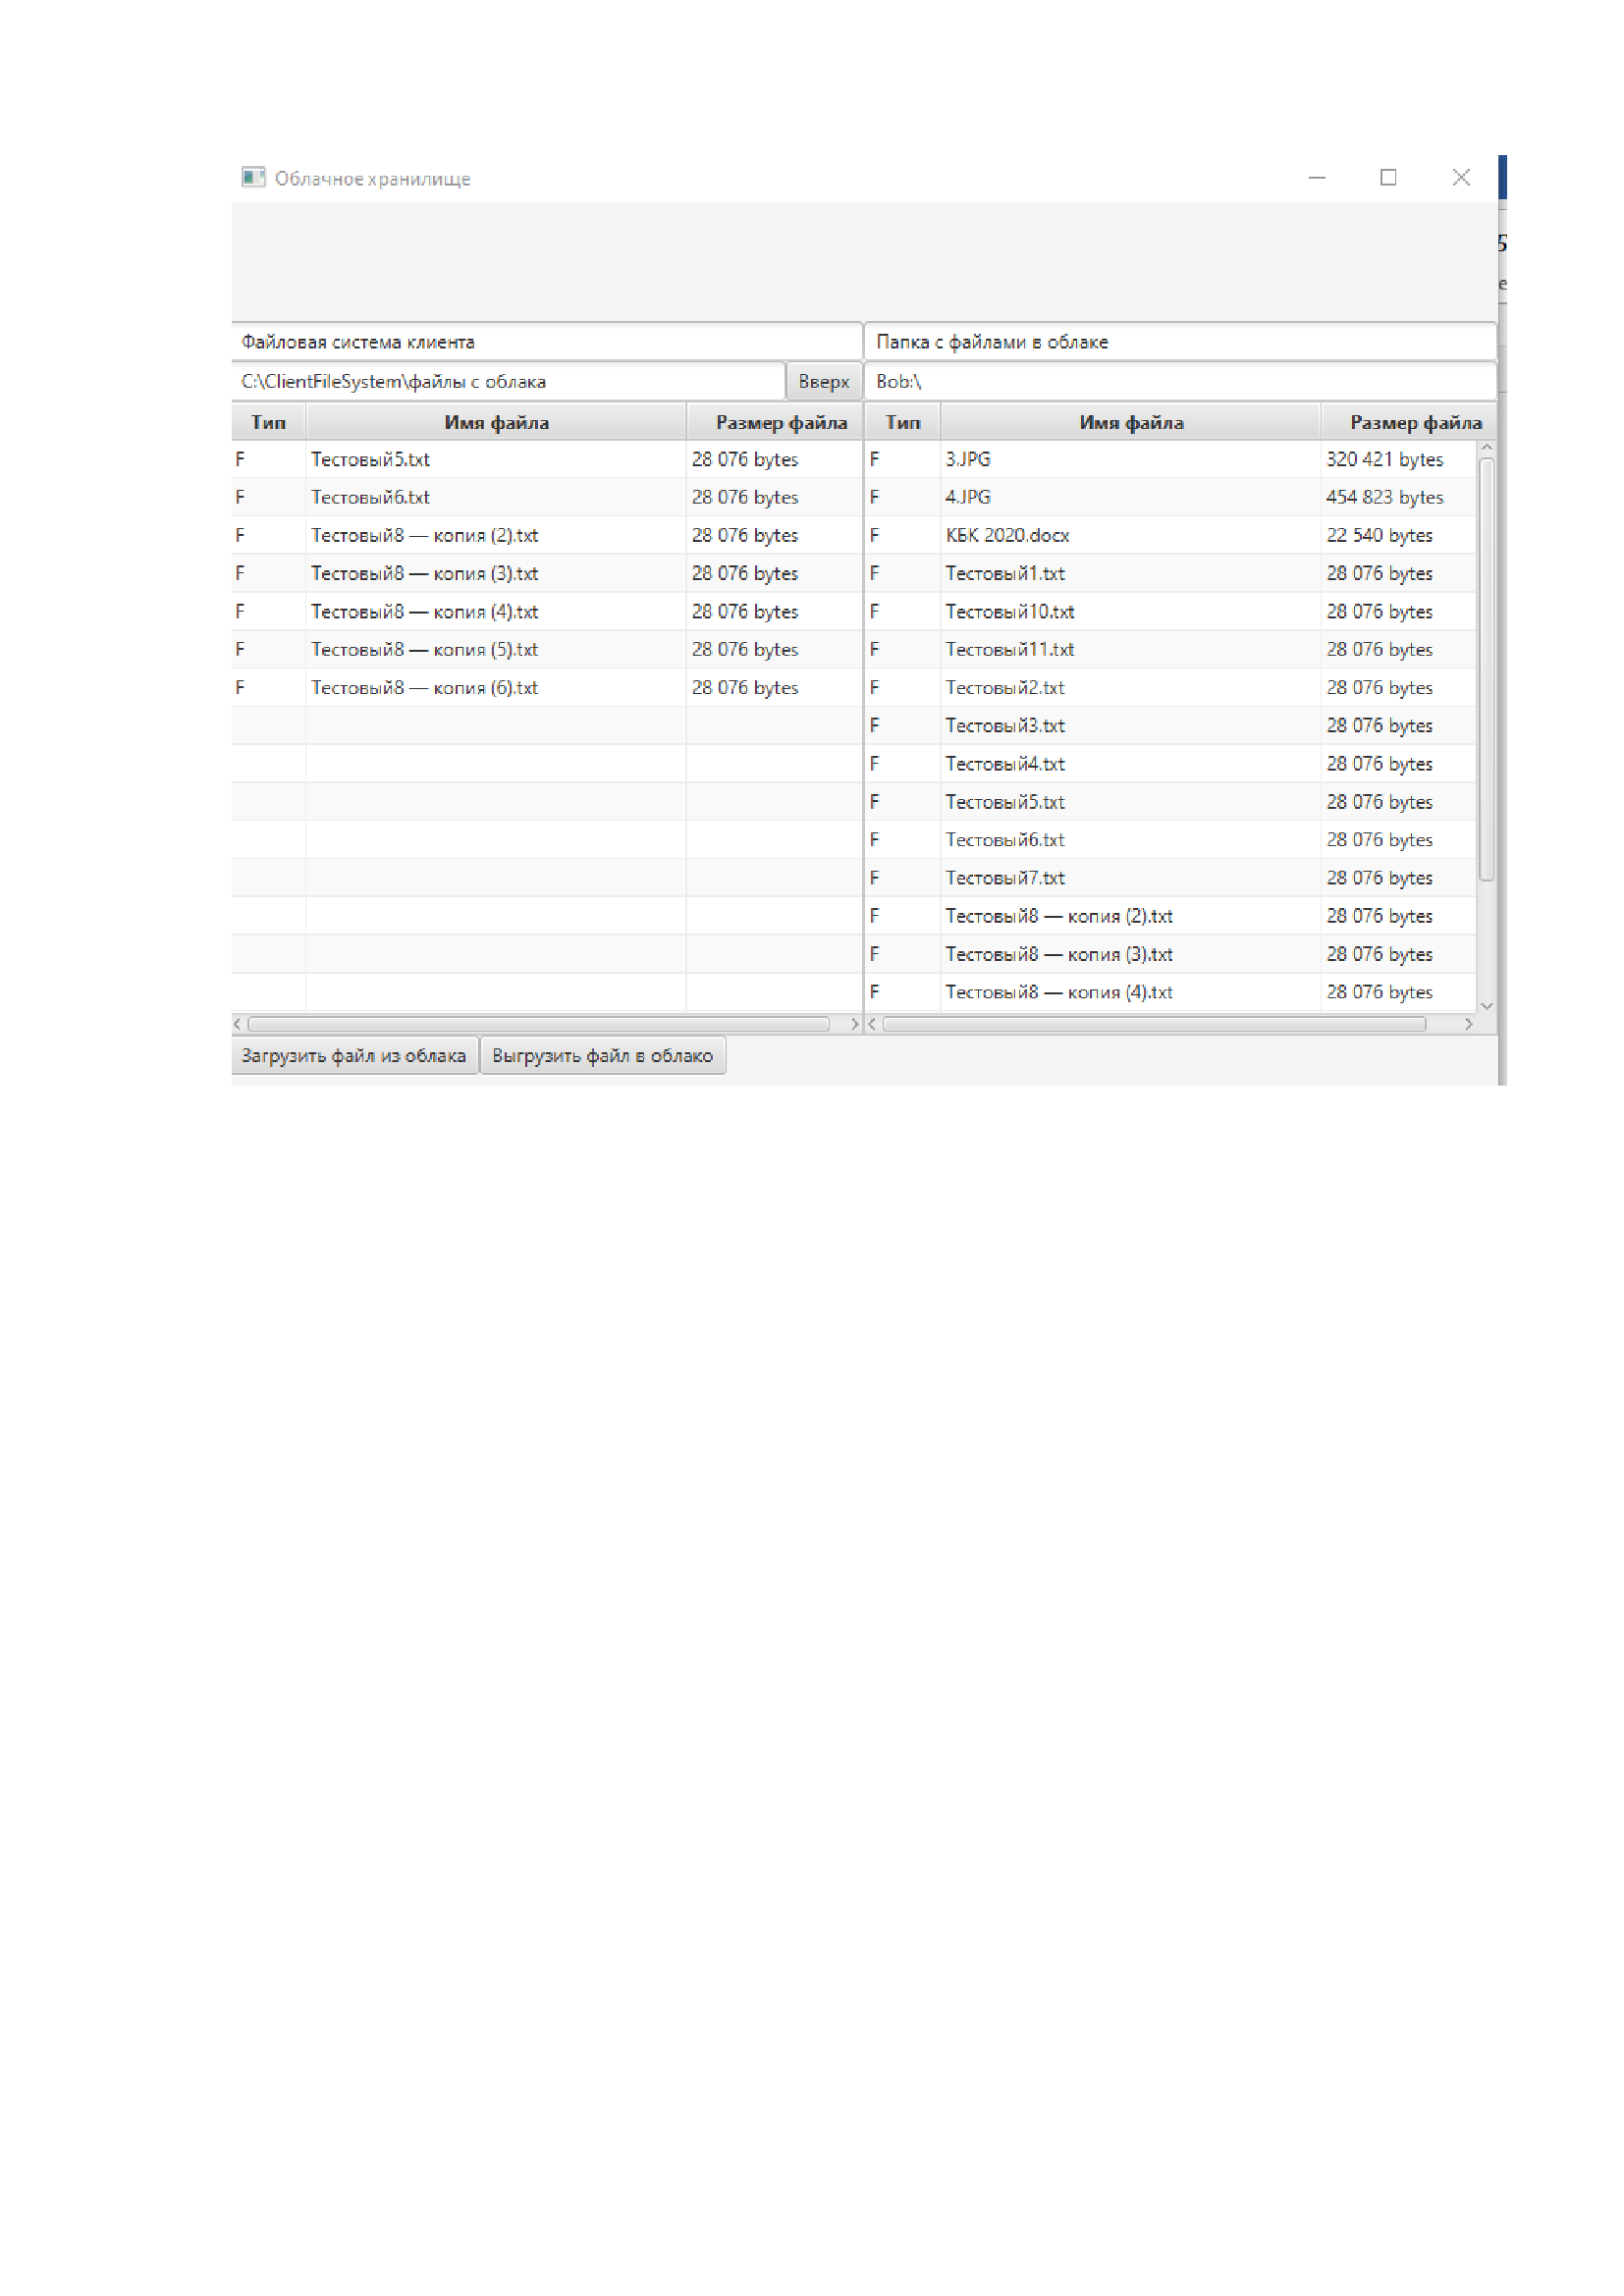 Облачное хранилище
5
е
Файловая система клиента Папка с файлами в облаке
C:\ClientFileSystem\файлы с облака Вверх Bob:\
Тип Имя файла Размер файла Тип Имя файла Размер файла
F Тестовый5.txt 28 076 bytes F 3.JPG 320 421 bytes
F Тестовый6.txt 28 076 bytes F 4.JPG 454 823 bytes
F Тестовый8 — копия (2).txt 28 076 bytes F КБК 2020.docx 22 540 bytes
F Тестовый8 — копия (3).txt 28 076 bytes F Тестовый1.txt 28 076 bytes
F Тестовый8 — копия (4).txt 28 076 bytes F Тестовый10.txt 28 076 bytes
F Тестовый8 — копия (5).txt 28 076 bytes F Тестовый11.txt 28 076 bytes
F Тестовый8 — копия (6).txt 28 076 bytes F Тестовый2.txt 28 076 bytes
F Тестовый3.txt 28 076 bytes
F Тестовый4.txt 28 076 bytes
F Тестовый5.txt 28 076 bytes
F Тестовый6.txt 28 076 bytes
F Тестовый7.txt 28 076 bytes
F Тестовый8 — копия (2).txt 28 076 bytes
F Тестовый8 — копия (3).txt 28 076 bytes
F Тестовый8 — копия (4).txt 28 076 bytes
Загрузить файл из облака Выгрузить файл в облако